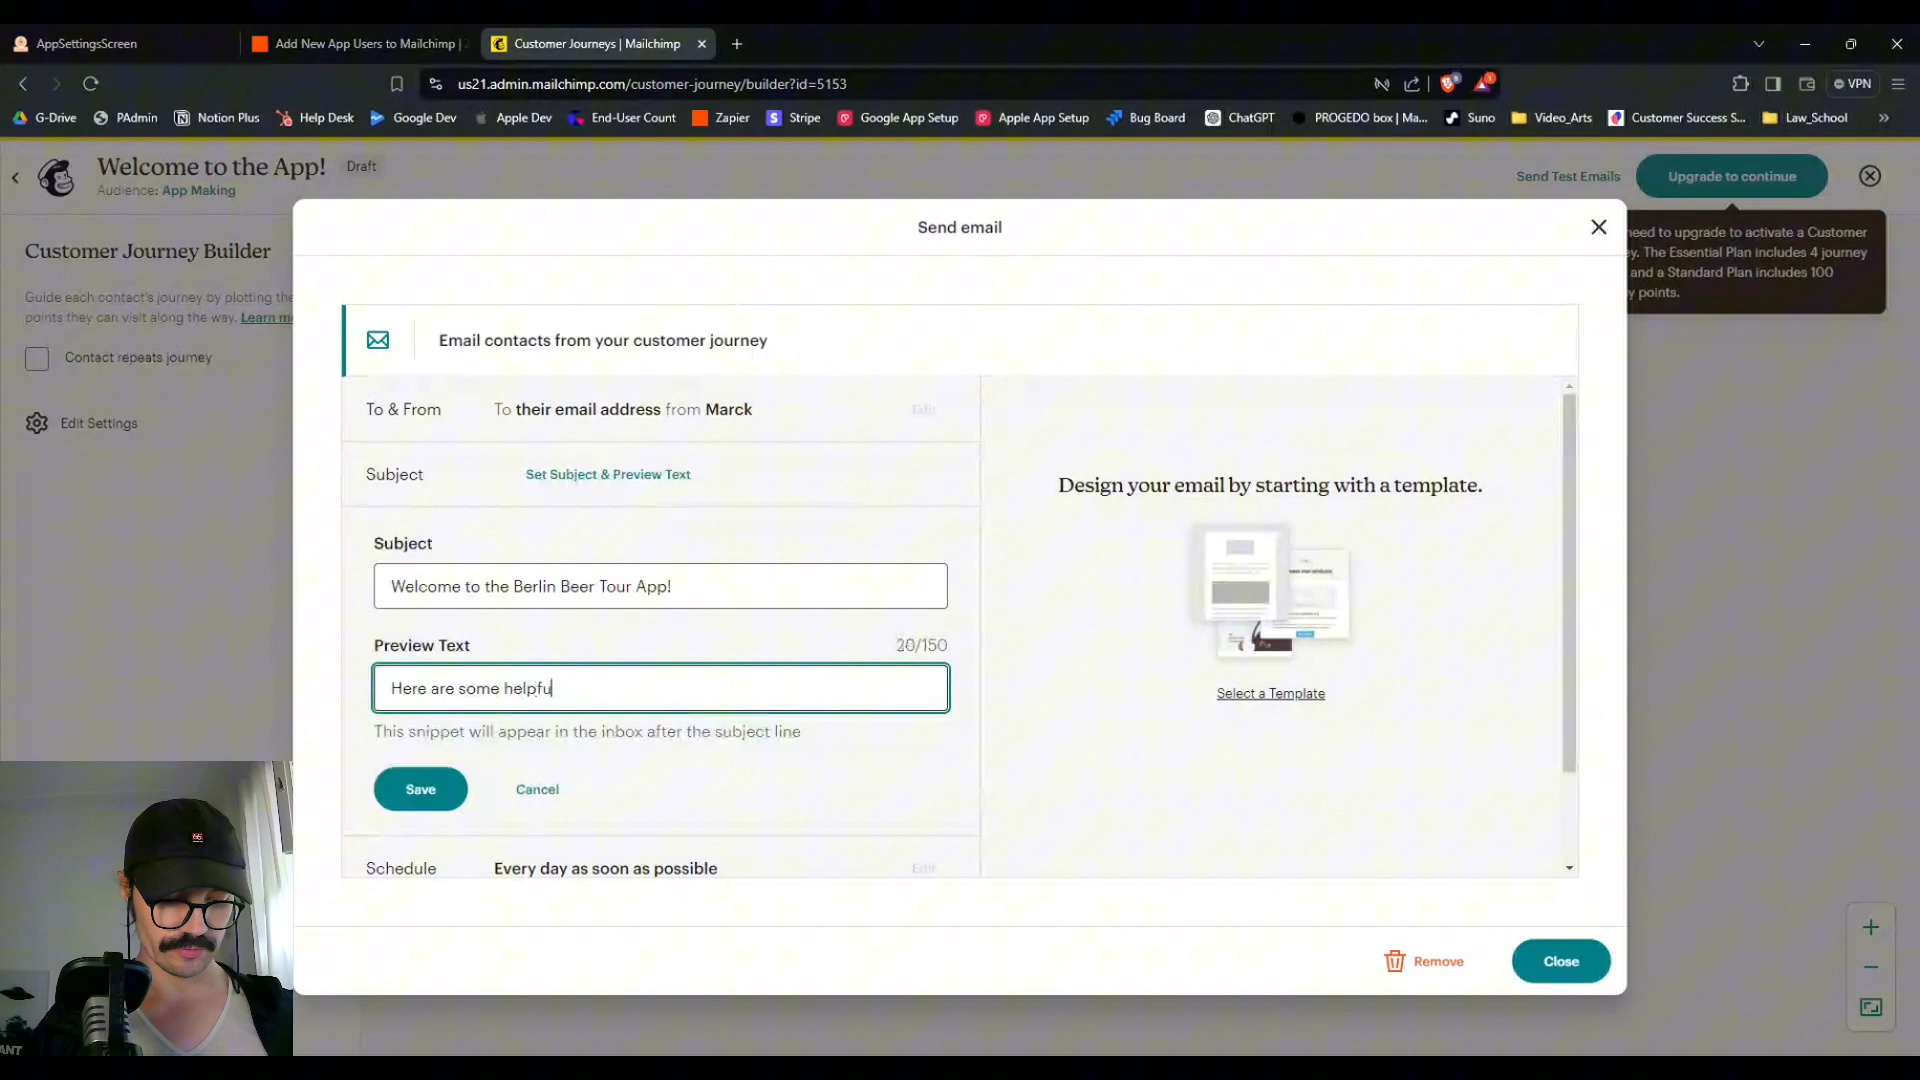 AppSettingsScreen
Add New App Users to Mailchimp |
Customer Journeys | Mailchimp
us21.admin.mailchimp.com/customer-journey/builder?id=5153
VPN
G-Drive
PAdmin
Notion Plus
Help Desk
Google Dev
Apple Dev
End-User Count
Zapier
Stripe
Google App Setup
Apple App Setup
Bug Board
ChatGPT
PROGEDO box | Ma...
Suno
Video_Arts
Customer Success S...
Law_School
Welcome to the App!
Draft
Audience: App Making
Send Test Emails
Upgrade to continue
need to upgrade to activate a Customer
ey. The Essential Plan includes 4 journey
and a Standard Plan includes 100
y points.
Customer Journey Builder
Guide each contact's journey by plotting the
points they can visit along the way. Learn m
Contact repeats journey
Edit Settings
Send email
Email contacts from your customer journey
To & From
To their email address from Marck
Edit
Subject
Set Subject & Preview Text
Subject
Welcome to the Berlin Beer Tour App!
Preview Text
/150
Here are some helpfu
This snippet will appear in the inbox after the subject line
Save
Cancel
Schedule
Every day as soon as possible
Edit
Design your email by starting with a template.
Select a Template
Remove
Close
ANT